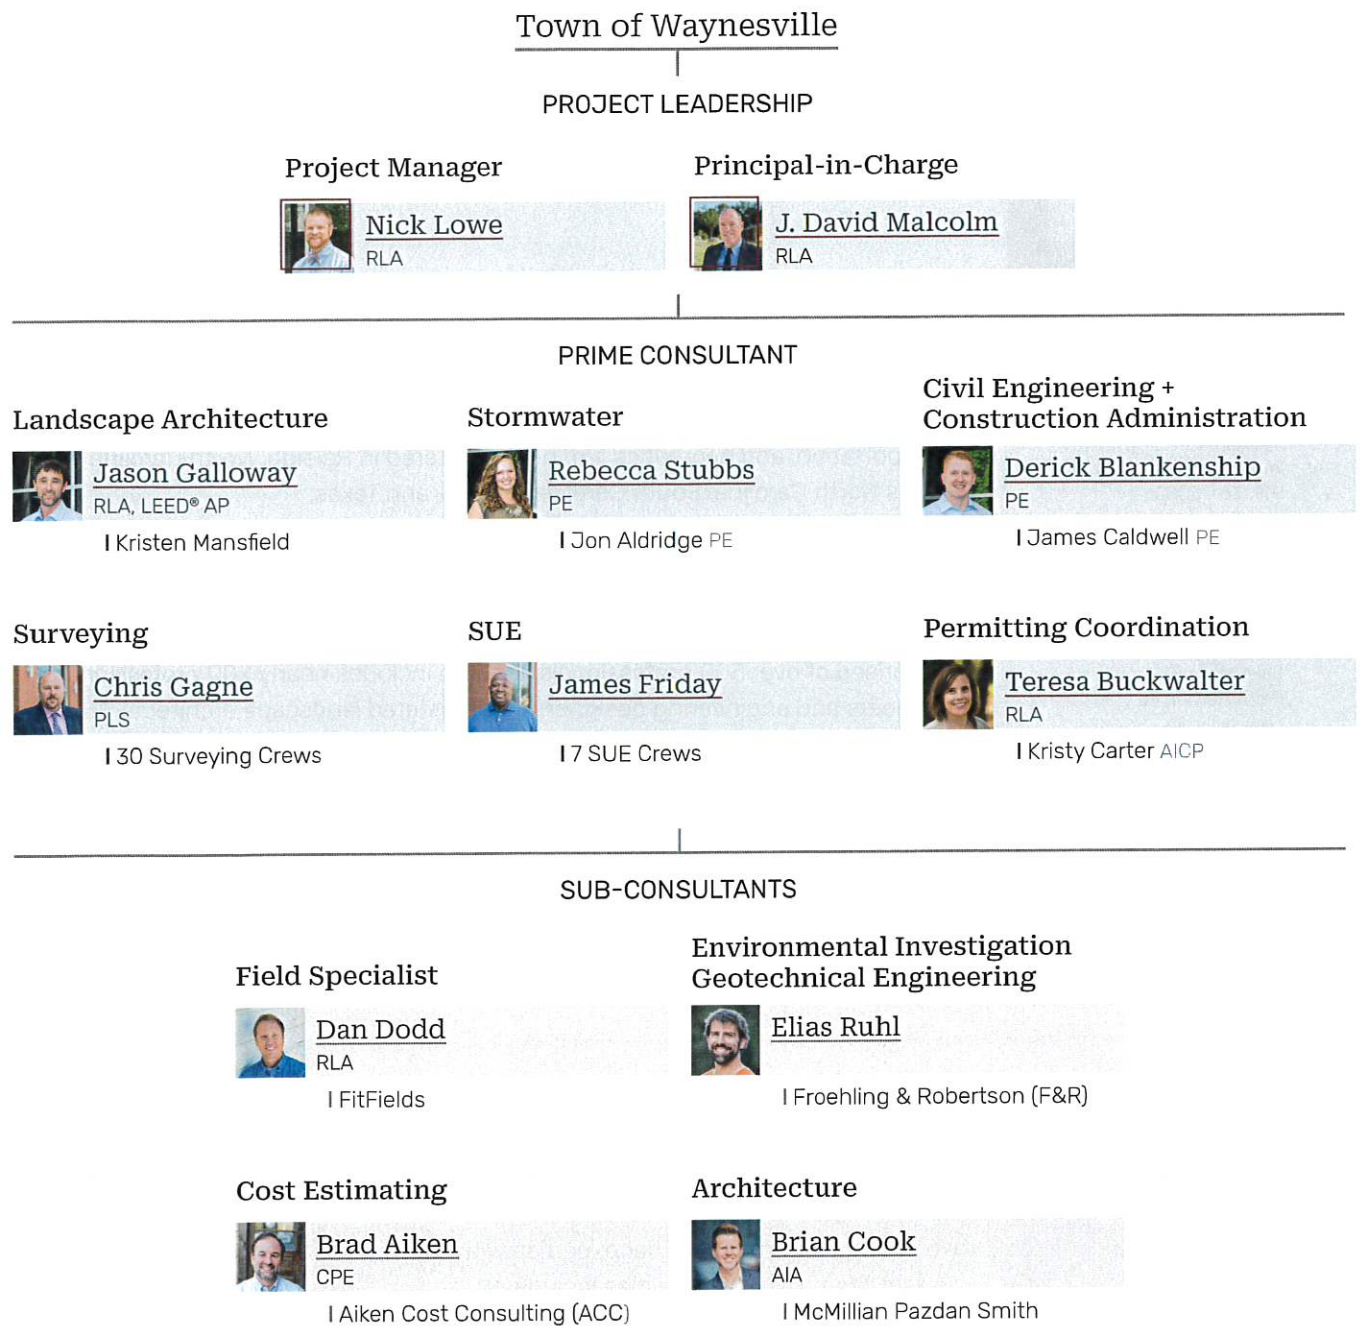 Town of Waynesville
PROJECT LEADERSHIP
Project Manager
Nick Lowe
RLA
Principal-in-Charge
J. David Malcolm
RLA
PRIME CONSULTANT
Landscape Architecture
Jason Galloway
RLA, LEED® AP
| Kristen Mansfield
Stormwater
Rebecca Stubbs
PE
| Jon Aldridge PE
Civil Engineering +
Construction Administration
Derick Blankenship
PE
| James Caldwell PE
Surveying
Chris Gagne
PLS
| 30 Surveying Crews
SUE
James Friday
| 7 SUE Crews
Permitting Coordination
Teresa Buckwalter
RLA
| Kristy Carter AICP
SUB-CONSULTANTS
Field Specialist
Dan Dodd
RLA
| FitFields
Environmental Investigation
Geotechnical Engineering
Elias Ruhl
| Froehling & Robertson (F&R)
Cost Estimating
Brad Aiken
CPE
| Aiken Cost Consulting (ACC)
Architecture
Brian Cook
AIA
| McMillian Pazdan Smith